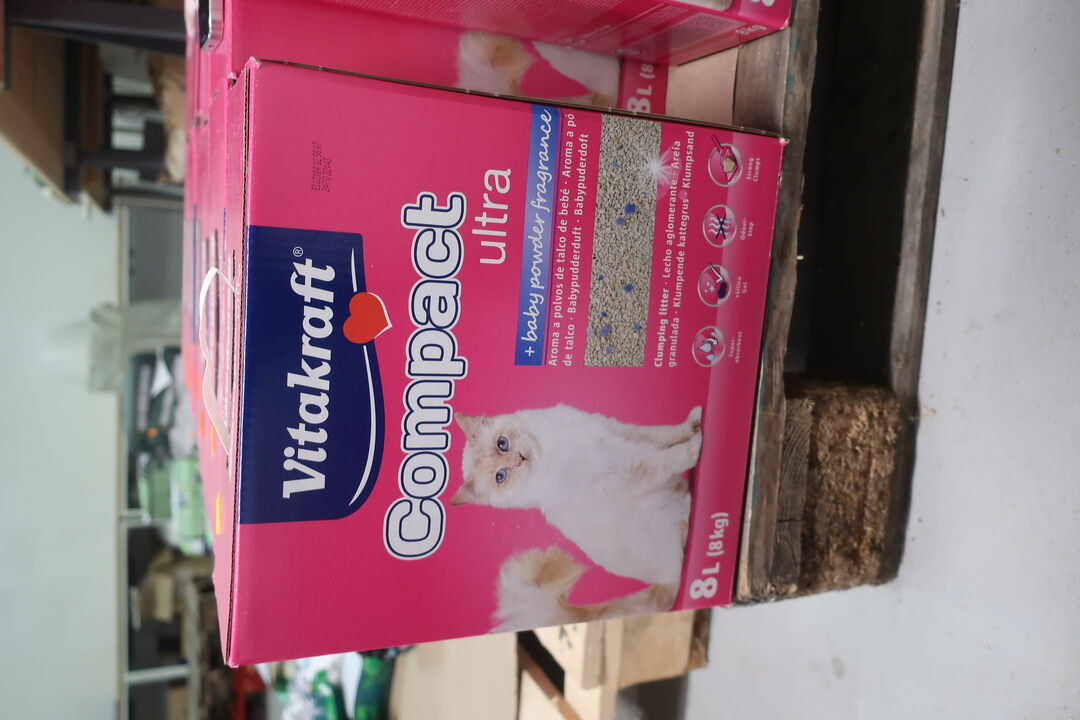 Vitakraft®
Compact
ultra
+ baby powder fragrance
Aroma a polvos de talco de bebé · Aroma a pó
de talco · Babypudderduft · Babypuderdoft
Clumping litter · Lecho aglomerante · Areia
granulada · Klumpende kattegrus · Klumpsand
Super-
absorbent
+Silica
Gel
Odour-
Stop
Strong
Clumps
8L (8kg)
8L (8
8kg